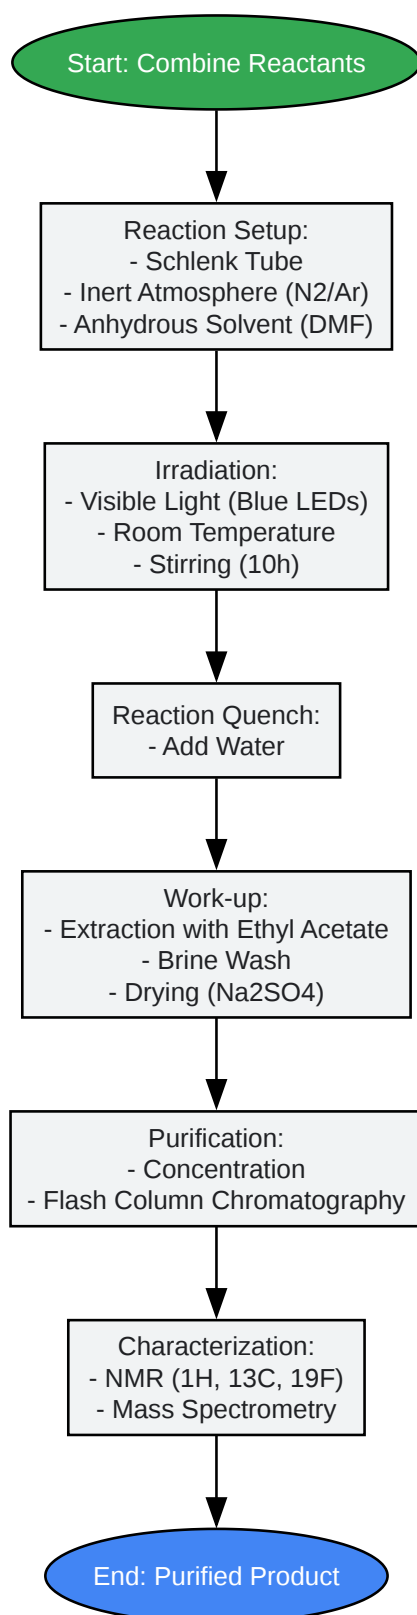 Start: Combine Reactants
Reaction Setup:
- Schlenk Tube
- Inert Atmosphere (N2/Ar)
- Anhydrous Solvent (DMF)
Irradiation:
- Visible Light (Blue LEDs)
- Room Temperature
- Stirring (10h)
Reaction Quench:
- Add Water
Work-up:
- Extraction with Ethyl Acetate
- Brine Wash
- Drying (Na2SO4)
Purification:
- Concentration
- Flash Column Chromatography
Characterization:
- NMR (1H, 13C, 19F)
- Mass Spectrometry
End: Purified Product